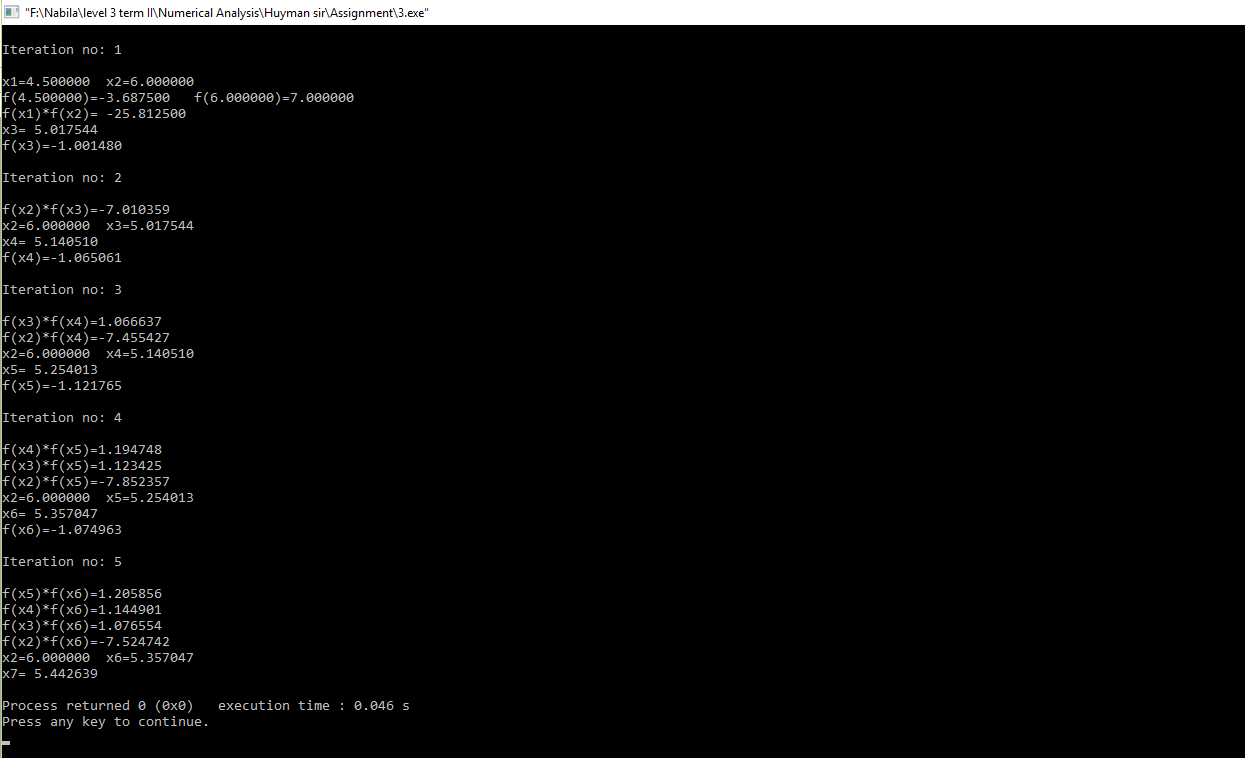 "F:\Nabila\level 3 term II\Numerical Analysis\Huyman sir\Assignment\3.exe"
Iteration no: 1
x1=4.500000  x2=6.000000
f(4.500000)=-3.687500   f(6.000000)=7.000000
f(x1)*f(x2)= -25.812500
x3= 5.017544
f(x3)=-1.001480
Iteration no: 2
f(x2)*f(x3)=-7.010359
x2=6.000000  x3=5.017544
x4= 5.140510
f(x4)=-1.065061
Iteration no: 3
f(x3)*f(x4)=1.066637
f(x2)*f(x4)=-7.455427
x2=6.000000  x4=5.140510
x5= 5.254013
f(x5)=-1.121765
Iteration no: 4
f(x4)*f(x5)=1.194748
f(x3)*f(x5)=1.123425
f(x2)*f(x5)=-7.852357
x2=6.000000  x5=5.254013
x6= 5.357047
f(x6)=-1.074963
Iteration no: 5
f(x5)*f(x6)=1.205856
f(x4)*f(x6)=1.144901
f(x3)*f(x6)=1.076554
f(x2)*f(x6)=-7.524742
x2=6.000000  x6=5.357047
x7= 5.442639
Process returned 0 (0x0)   execution time : 0.046 s
Press any key to continue.